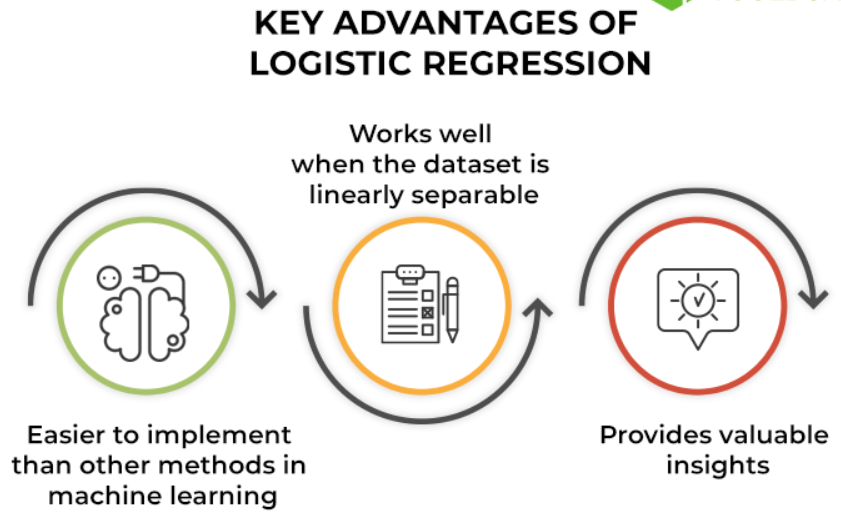 KEY ADVANTAGES OF
LOGISTIC REGRESSION
Works well
when the dataset is
linearly separable
Easier to implement
than other methods in
machine learning
Provides valuable
insights